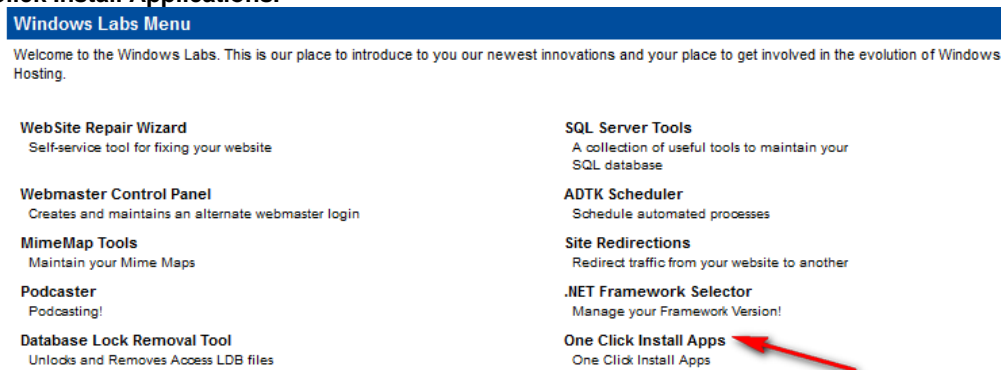 Click Install Applications.
Windows Labs Menu
Welcome to the Windows Labs. This is our place to introduce to you our newest innovations and your place to get involved in the evolution of Windows
Hosting.
WebSite Repair Wizard
Self-service tool for fixing your website
Webmaster Control Panel
Creates and maintains an alternate webmaster login
MimeMap Tools
Maintain your Mime Maps
Podcaster
Podcasting!
Database Lock Removal Tool
Unlocks and Removes Access LDB files
SQL Server Tools
A collection of useful tools to maintain your
SQL database
ADTK Scheduler
Schedule automated processes
Site Redirections
Redirect traffic from your website to another
.NET Framework Selector
Manage your Framework Version!
One Click Install Apps
One Click Install Apps